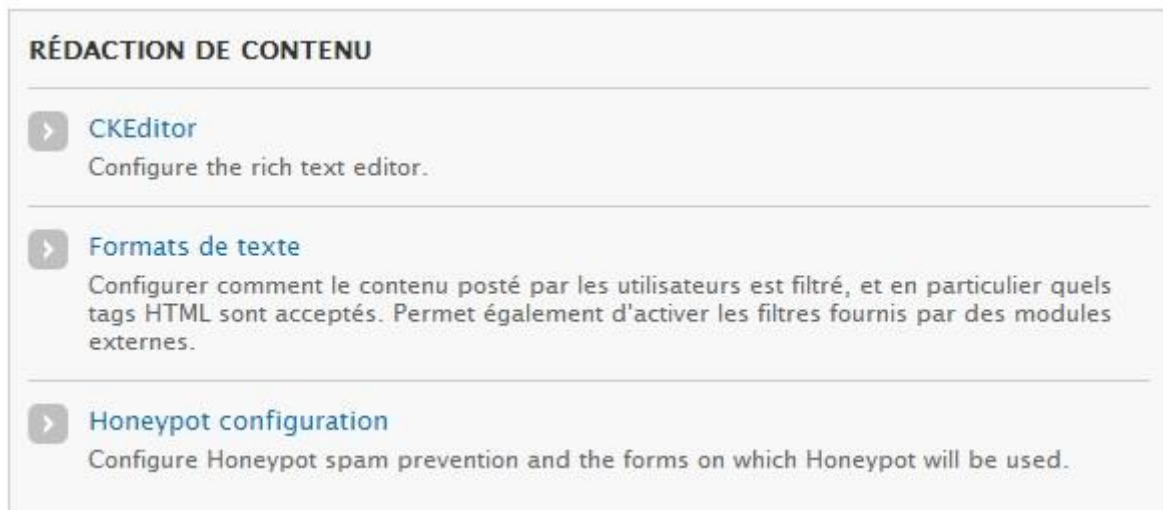 RÉDACTION DE CONTENU
CKEditor
Configure the rich text editor.
Formats de texte
Configurer comment le contenu posté par les utilisateurs est filtré, et en particulier quels
tags HTML sont acceptés. Permet également d'activer les filtres fournis par des modules
externes.
Honeypot configuration
Configure Honeypot spam prevention and the forms on which Honeypot will be used.